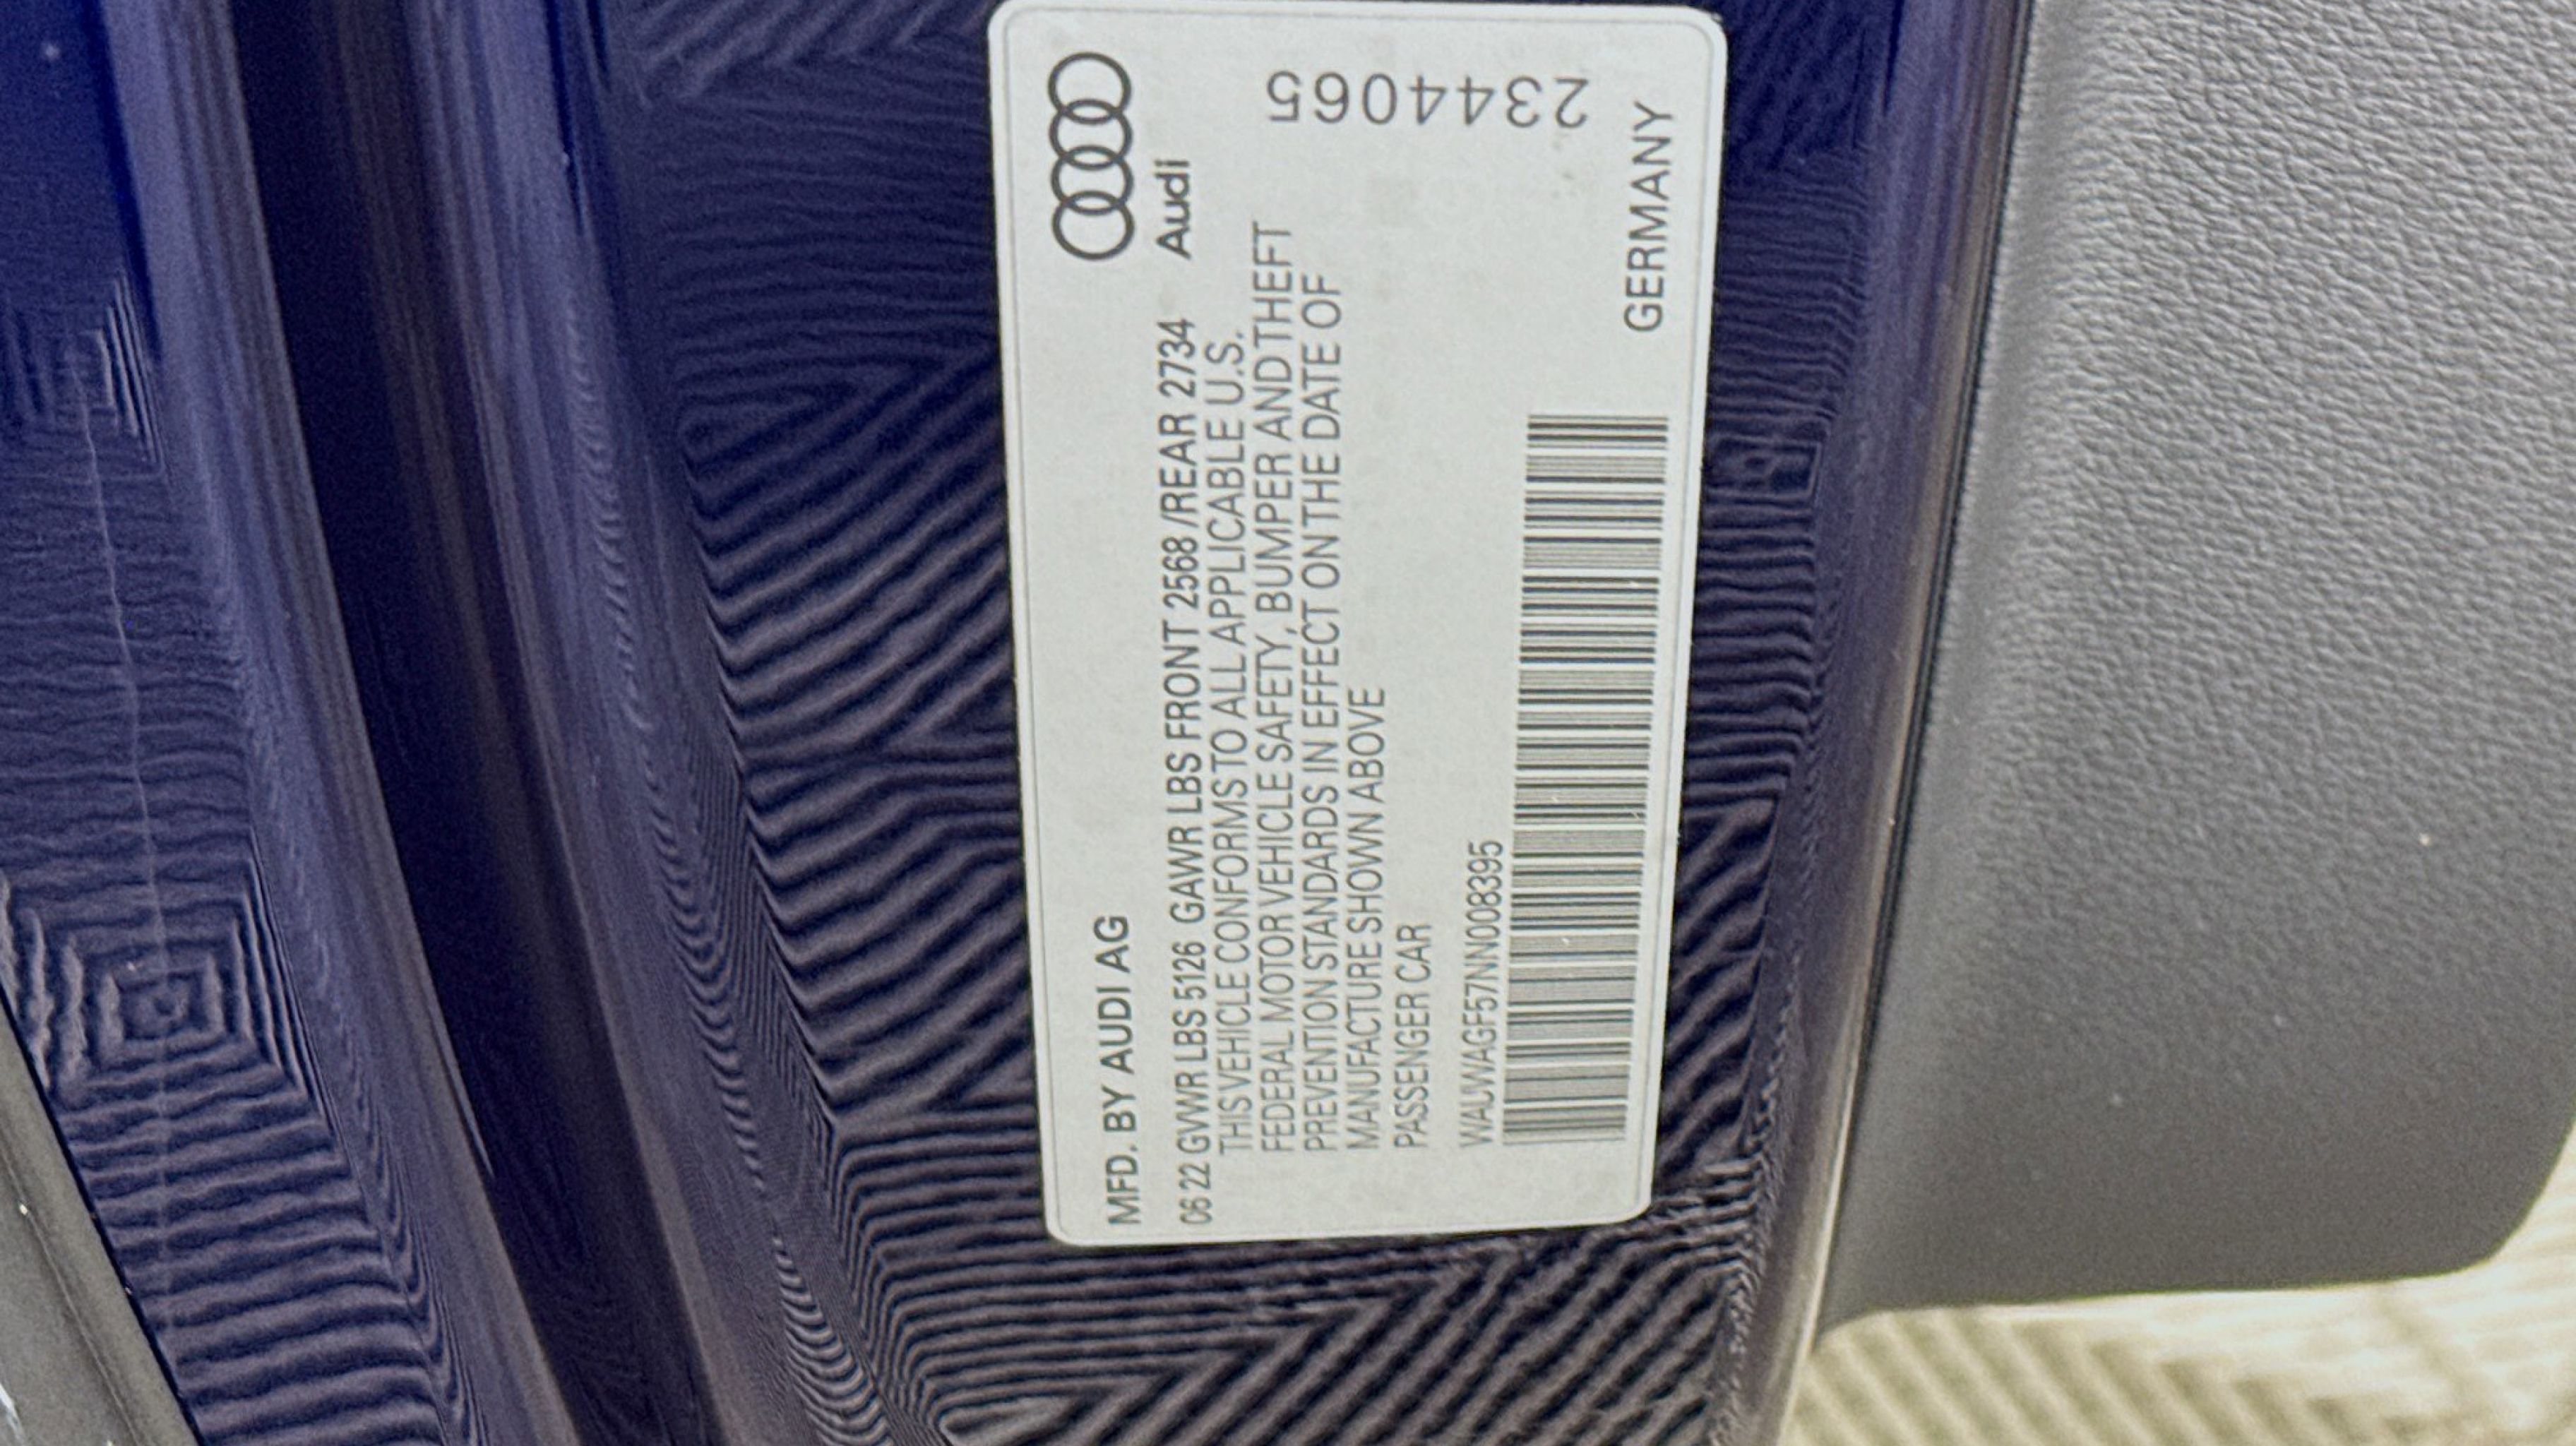 MFD. BY AUDI AG
Audi
06 22 GVWR LBS 5126 GAWR LBS FRONT 2568 /REAR 2734
THIS VEHICLE CONFORMS TO ALL APPLICABLE U.S.
FEDERAL MOTOR VEHICLE SAFETY, BUMPER AND THEFT
PREVENTION STANDARDS IN EFFECT ON THE DATE OF
MANUFACTURE SHOWN ABOVE
PASSENGER CAR
WAUWAGF57NN008395
GERMANY
2344065